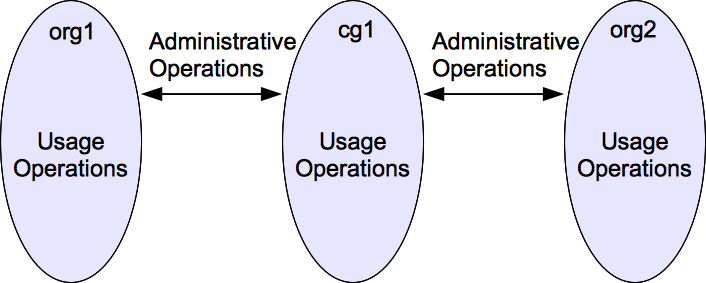 org1
Administrative
Operations
cg1
Administrative
Operations
org2
Usage
Operations
Usage
Operations
Usage
Operations